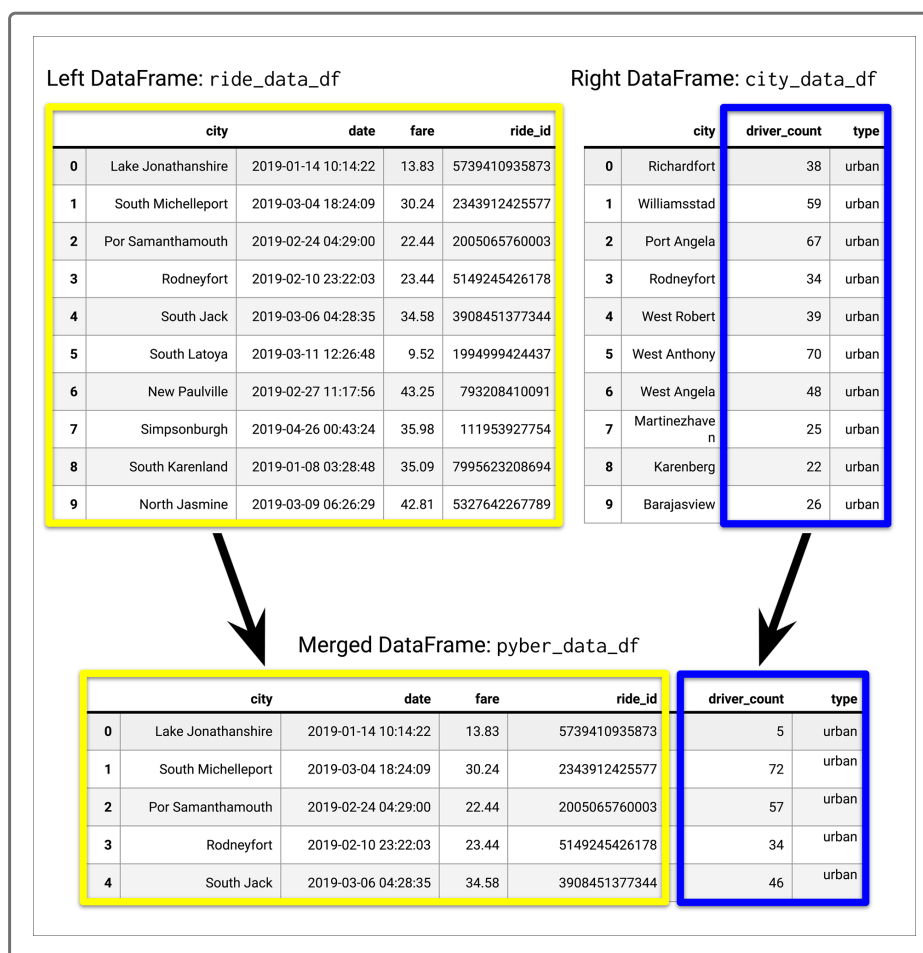 Left DataFrame: ride_data_df
city date fare ride_id
0 Lake Jonathanshire 2019-01-14 10:14:22 13.83 5739410935873
1 South Michelleport 2019-03-04 18:24:09 30.24 2343912425577
2 Por Samanthamouth 2019-02-24 04:29:00 22.44 2005065760003
3 Rodneyfort 2019-02-10 23:22:03 23.44 5149245426178
4 South Jack 2019-03-06 04:28:35 34.58 3908451377344
5 South Latoya 2019-03-11 12:26:48 9.52 1994999424437
6 New Paulville 2019-02-27 11:17:56 43.25 793208410091
7 Simpsonburgh 2019-04-26 00:43:24 35.98 111953927754
8 South Karenland 2019-01-08 03:28:48 35.09 7995623208694
9 North Jasmine 2019-03-09 06:26:29 42.81 5327642267789
Right DataFrame: city_data_df
city driver_count type
0 Richardfort 38 urban
1 Williamsstad 59 urban
2 Port Angela 67 urban
3 Rodneyfort 34 urban
4 West Robert 39 urban
5 West Anthony 70 urban
6 West Angela 48 urban
7 Martinezhave 25 urban
n
8 Karenberg 22 urban
9 Barajasview 26 urban
Merged DataFrame: pyber_data_df
city date fare ride_id driver_count type
0 Lake Jonathanshire 2019-01-14 10:14:22 13.83 5739410935873 5 urban
1 South Michelleport 2019-03-04 18:24:09 30.24 2343912425577 72 urban
2 Por Samanthamouth 2019-02-24 04:29:00 22.44 2005065760003 57 urban
3 Rodneyfort 2019-02-10 23:22:03 23.44 5149245426178 34 urban
4 South Jack 2019-03-06 04:28:35 34.58 3908451377344 46 urban